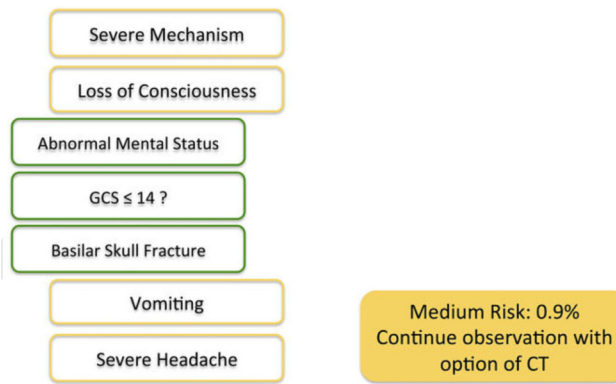 Severe Mechanism
Loss of Consciousness
Abnormal Mental Status
GCS ≤ 14 ?
Basilar Skull Fracture
Vomiting
Severe Headache
Medium Risk: 0.9%
Continue observation with
option of CT